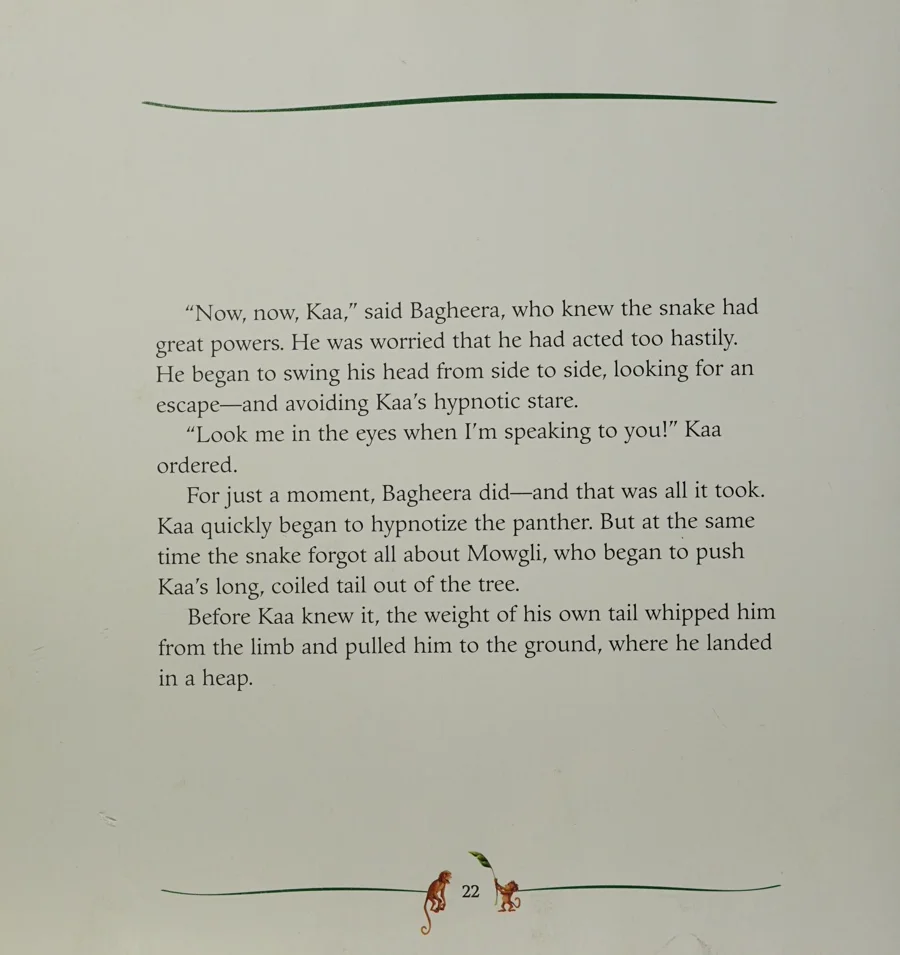 “Now, now, Kaa,” said Bagheera, who knew the snake had
great powers. He was worried that he had acted too hastily.
He began to swing his head from side to side, looking for an
escape—and avoiding Kaa’s hypnotic stare.
“Look me in the eyes when I’m speaking to you!” Kaa
ordered.
For just a moment, Bagheera did—and that was all it took.
Kaa quickly began to hypnotize the panther. But at the same
time the snake forgot all about Mowgli, who began to push
Kaa’s long, coiled tail out of the tree.
Before Kaa knew it, the weight of his own tail whipped him
from the limb and pulled him to the ground, where he landed
in a heap.
22